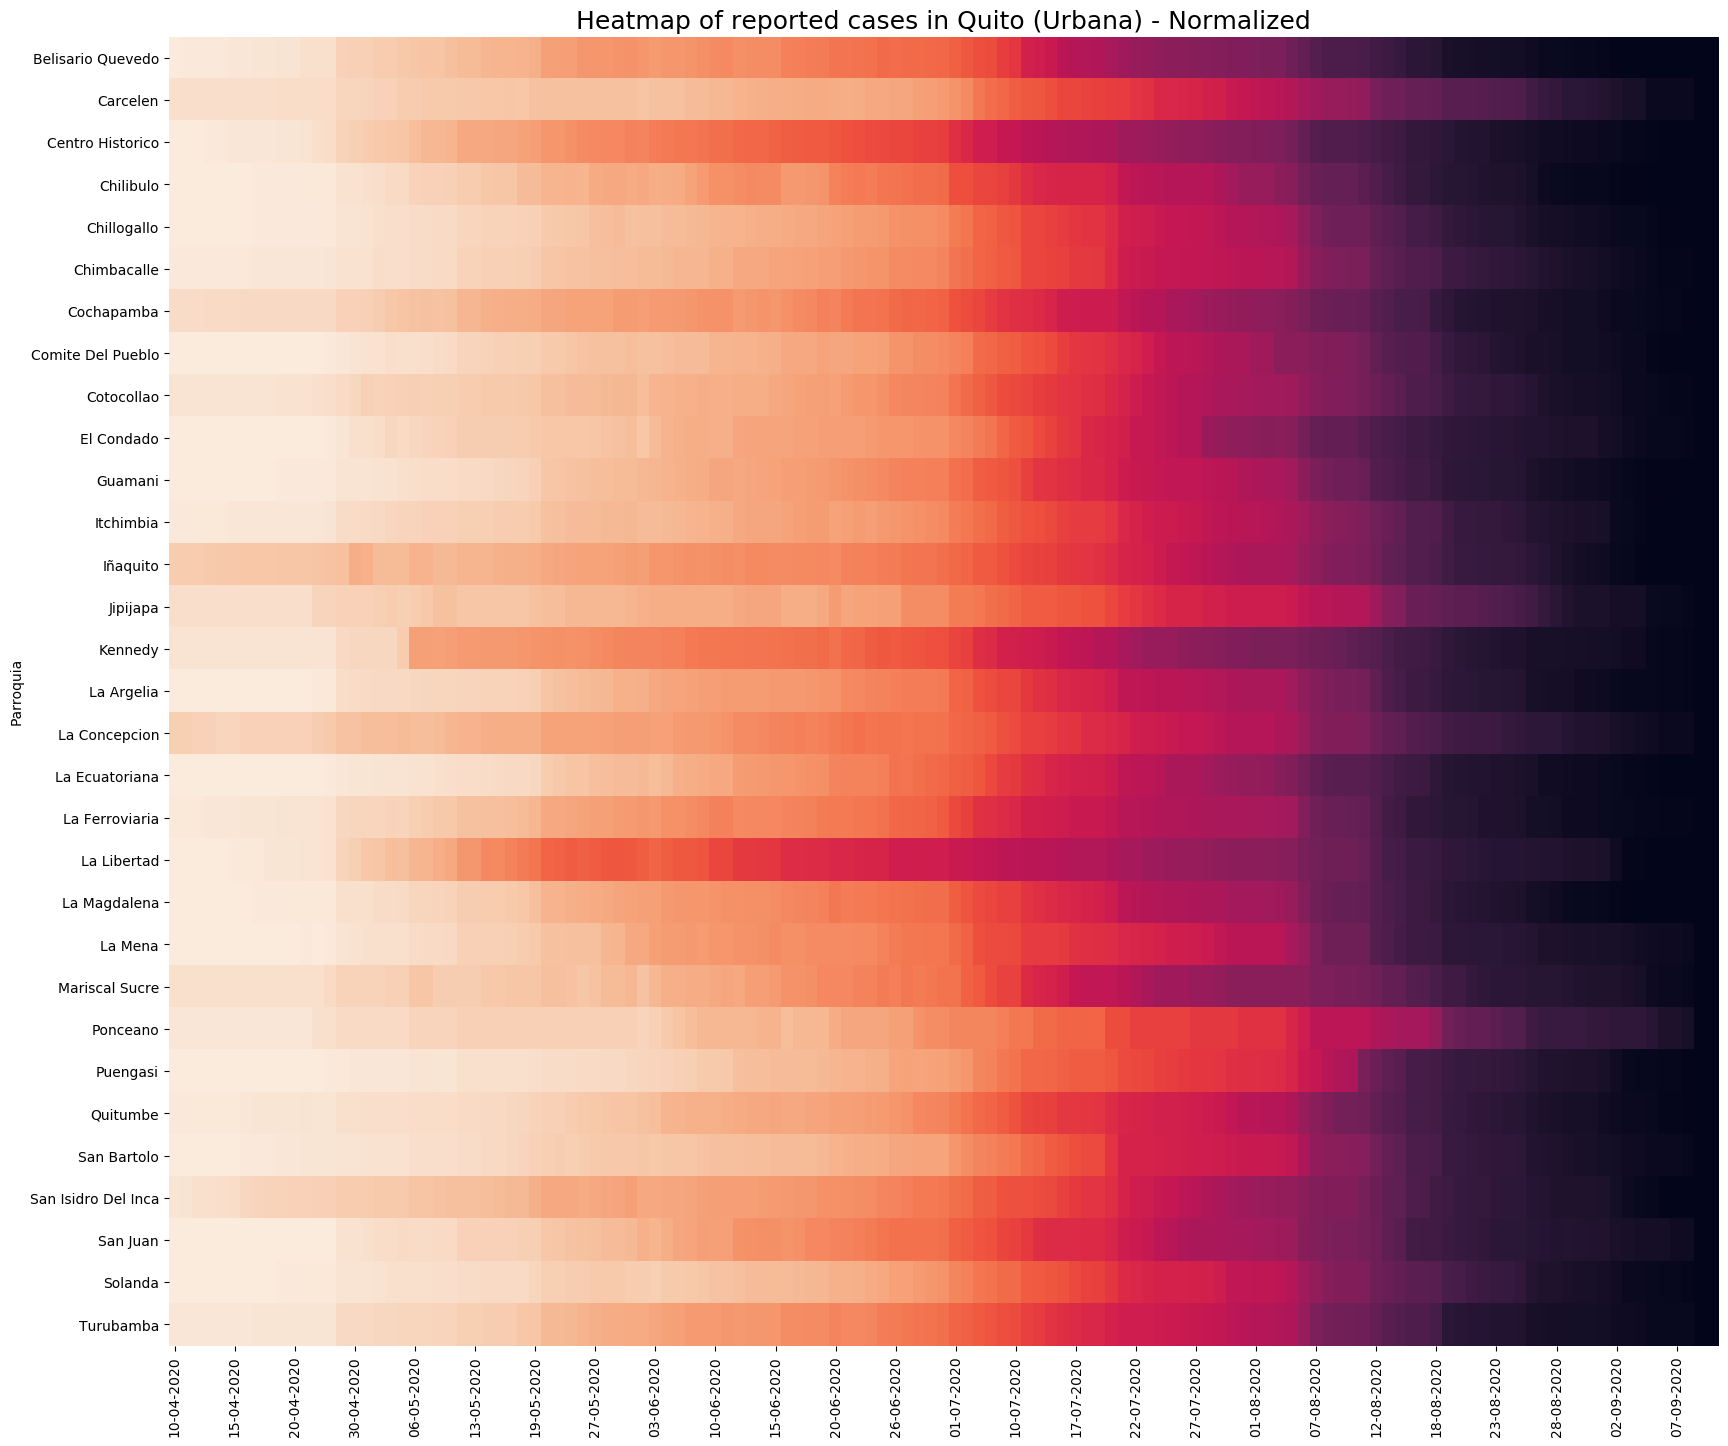 Heatmap of reported cases in Quito (Urbana) - Normalized
Parroquia
Belisario Quevedo
Carcelen
Centro Historico
Chilibulo
Chillogallo
Chimbacalle
Cochapamba
Comite Del Pueblo
Cotocollao
El Condado
Guamani
Itchimbia
Iñaquito
Jipijapa
Kennedy
La Argelia
La Concepcion
La Ecuatoriana
La Ferroviaria
La Libertad
La Magdalena
La Mena
Mariscal Sucre
Ponceano
Puengasi
Quitumbe
San Bartolo
San Isidro Del Inca
San Juan
Solanda
Turubamba
10-04-2020
15-04-2020
20-04-2020
30-04-2020
06-05-2020
13-05-2020
19-05-2020
27-05-2020
03-06-2020
10-06-2020
15-06-2020
20-06-2020
26-06-2020
01-07-2020
10-07-2020
17-07-2020
22-07-2020
27-07-2020
01-08-2020
07-08-2020
12-08-2020
18-08-2020
23-08-2020
28-08-2020
02-09-2020
07-09-2020